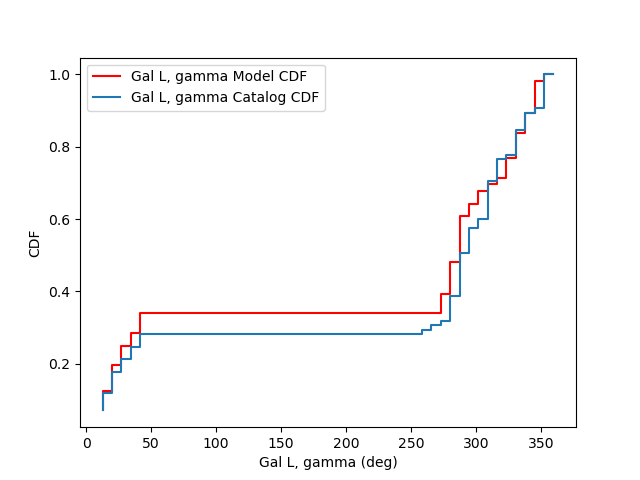 Gal L, gamma Model CDF
Gal L, gamma Catalog CDF
1.0
0.8
0.6
0.4
0.2
CDF
0 50 100 150 200 250 300 350
Gal L, gamma (deg)